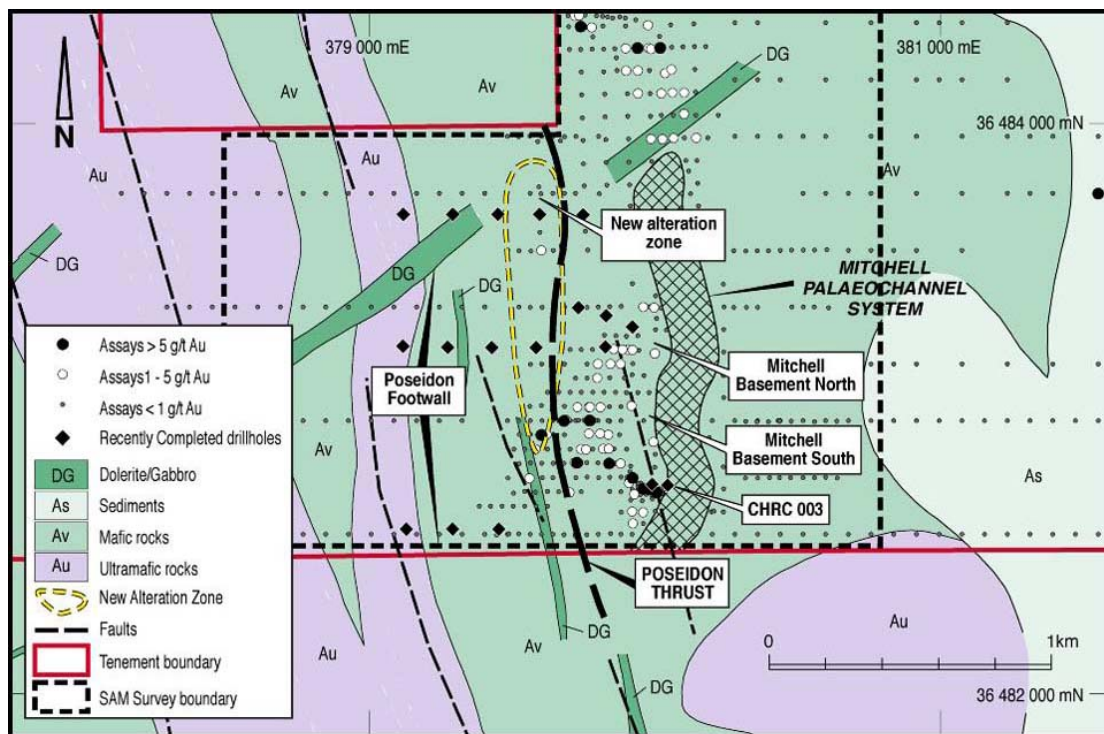 379 000 mE
381 000 mE
DG
Av
Av
36 484 000 mN
N
Au
Au
Av
DG
New alteration
zone
DG
MITCHELL
PALAEOCHANNEL
SYSTEM
Assays > 5 g/t Au
Assays1 - 5 g/t Au
Assays < 1 g/t Au
Recently Completed drillholes
DG
Dolerite/Gabbro
As
Sediments
Av
Mafic rocks
Au
Ultramafic rocks
New Alteration Zone
Faults
Tenement boundary
SAM Survey boundary
DG
Poseidon
Footwall
Mitchell
Basement North
Mitchell
Basement South
Av
As
CHRC 003
POSEIDON
THRUST
Au
DG
Au
Av
DG
0
1km
36 482 000 mN